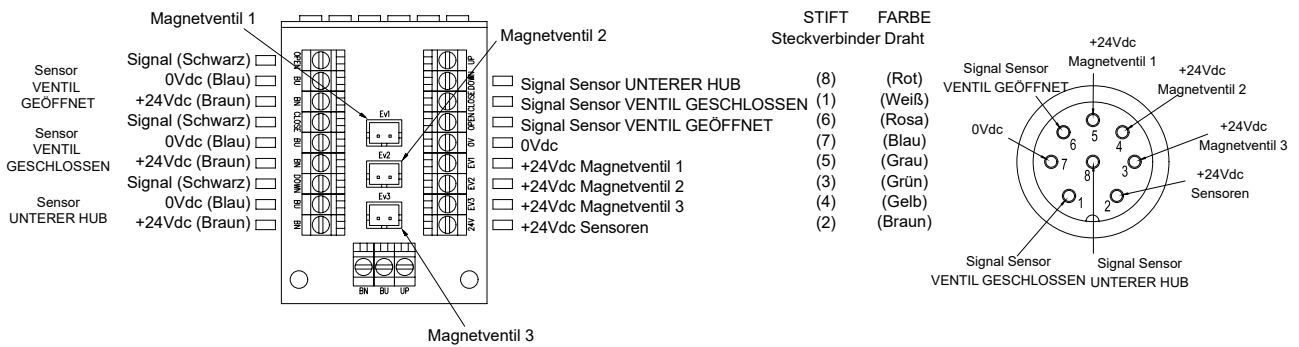 Magnetventil 1
Magnetventil 2
Magnetventil 3
Sensor
VENTIL
GEÖFFNET
Signal (Schwarz)
0Vdc (Blau)
+24Vdc (Braun)
Sensor
VENTIL
GESCHLOSSEN
Signal (Schwarz)
0Vdc (Blau)
+24Vdc (Braun)
Sensor
UNTERER HUB
Signal (Schwarz)
0Vdc (Blau)
+24Vdc (Braun)
OPEN
BU
BN
CLOSE
BU
BN
DOWN
BU
BN
Ev1
Ev2
Ev3
BN BU UP
UP
DOWN
CLOSE
OPEN
0V
EV1
EV2
EV3
24V
STIFT FARBE
Steckverbinder Draht
Signal Sensor UNTERER HUB (8) (Rot)
Signal Sensor VENTIL GESCHLOSSEN (1) (Weiß)
Signal Sensor VENTIL GEÖFFNET (6) (Rosa)
0Vdc (7) (Blau)
+24Vdc Magnetventil 1 (5) (Grau)
+24Vdc Magnetventil 2 (3) (Grün)
+24Vdc Magnetventil 3 (4) (Gelb)
+24Vdc Sensoren (2) (Braun)
+24Vdc
Magnetventil 1
Signal Sensor
VENTIL GEÖFFNET
+24Vdc
Magnetventil 2
0Vdc
+24Vdc
Magnetventil 3
+24Vdc
Sensoren
5
6
4
7
8
3
1
2
Signal Sensor
VENTIL GESCHLOSSEN
Signal Sensor
UNTERER HUB